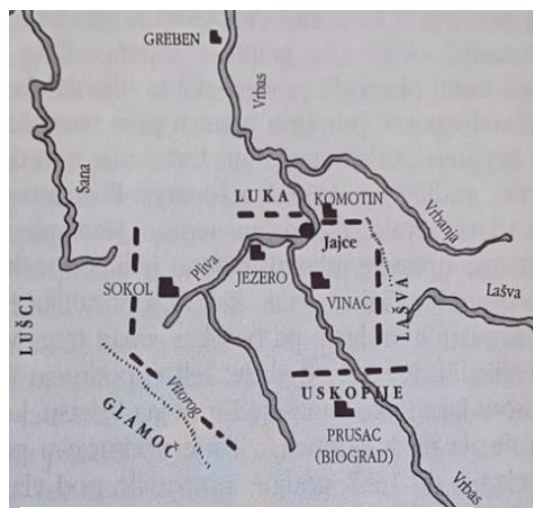 GREBEN
Vrbas
Sana
Vrbanja
LUKA
KOMOTIN
Jajce
Pliva
JEZERO
SOKOL
VINAC
LAŠVA
Lašva
LUŠCI
Vitorog
GLAMOČ
USKOPIJE
PRUSAC
(BIOGRAD)
Vrbas